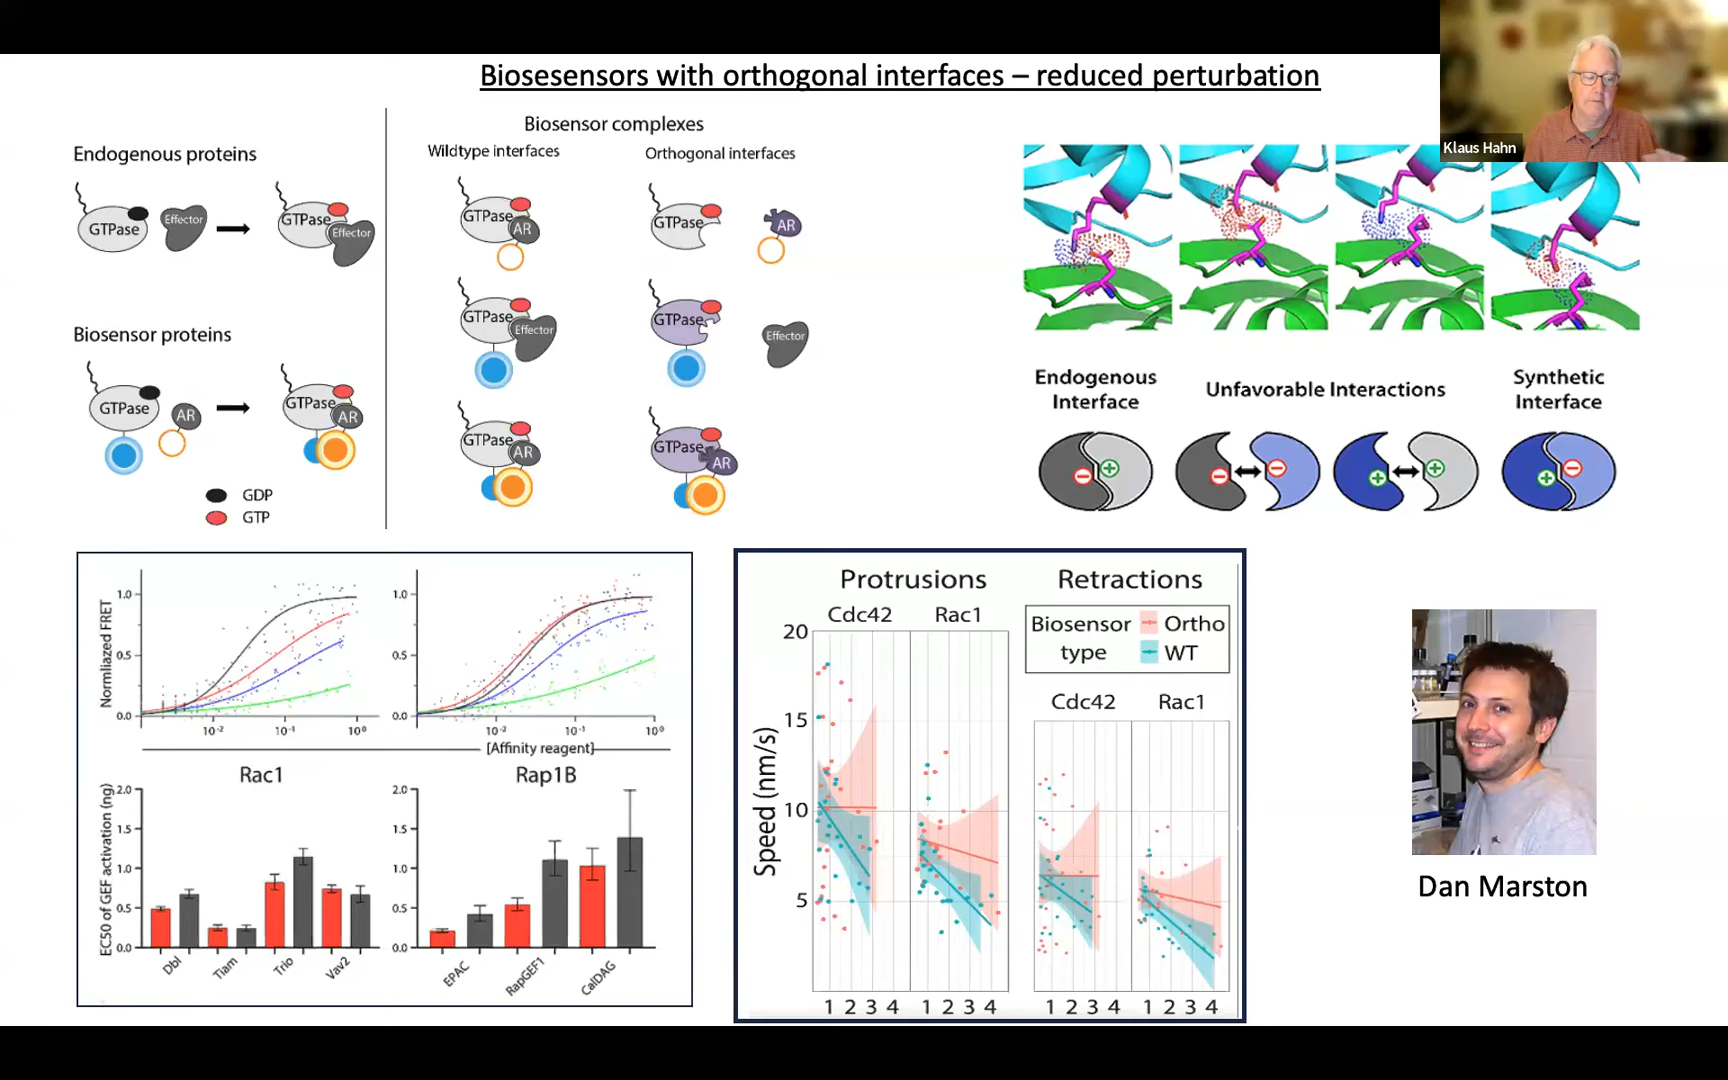 Biosesensors with orthogonal interfaces – reduced perturbation
Klaus Hahn
Endogenous proteins
GTPase
Effector
GTPase
Effector
Biosensor proteins
GTPase
AR
GTPase
AR
GDP
GTP
Biosensor complexes
Wildtype interfaces
Orthogonal interfaces
GTPase
AR
GTPase
AR
GTPase
Effector
GTPase
Effector
GTPase
AR
GTPase
AR
Endogenous
Interface
Unfavorable Interactions
Synthetic
Interface
− +
− −
+ +
+ −
Normliazed FRET
1.0
0.5
0.0
10-2 10-1 100
1.0
0.5
0.0
10-2 10-1 100
[Affinity reagent]
Rac1
Rap1B
EC50 of GEF activation (ng)
2.0
1.5
1.0
0.5
0.0
Dbl
Tiam
Trio
Vav2
2.0
1.5
1.0
0.5
0.0
EPAC
RapGEF1
CalDAG
Protrusions
Retractions
Cdc42
Rac1
Biosensor
type
Ortho
WT
Cdc42
Rac1
Speed (nm/s)
20
15
10
5
1 2 3 4
1 2 3 4
1 2 3 4
1 2 3 4
Dan Marston